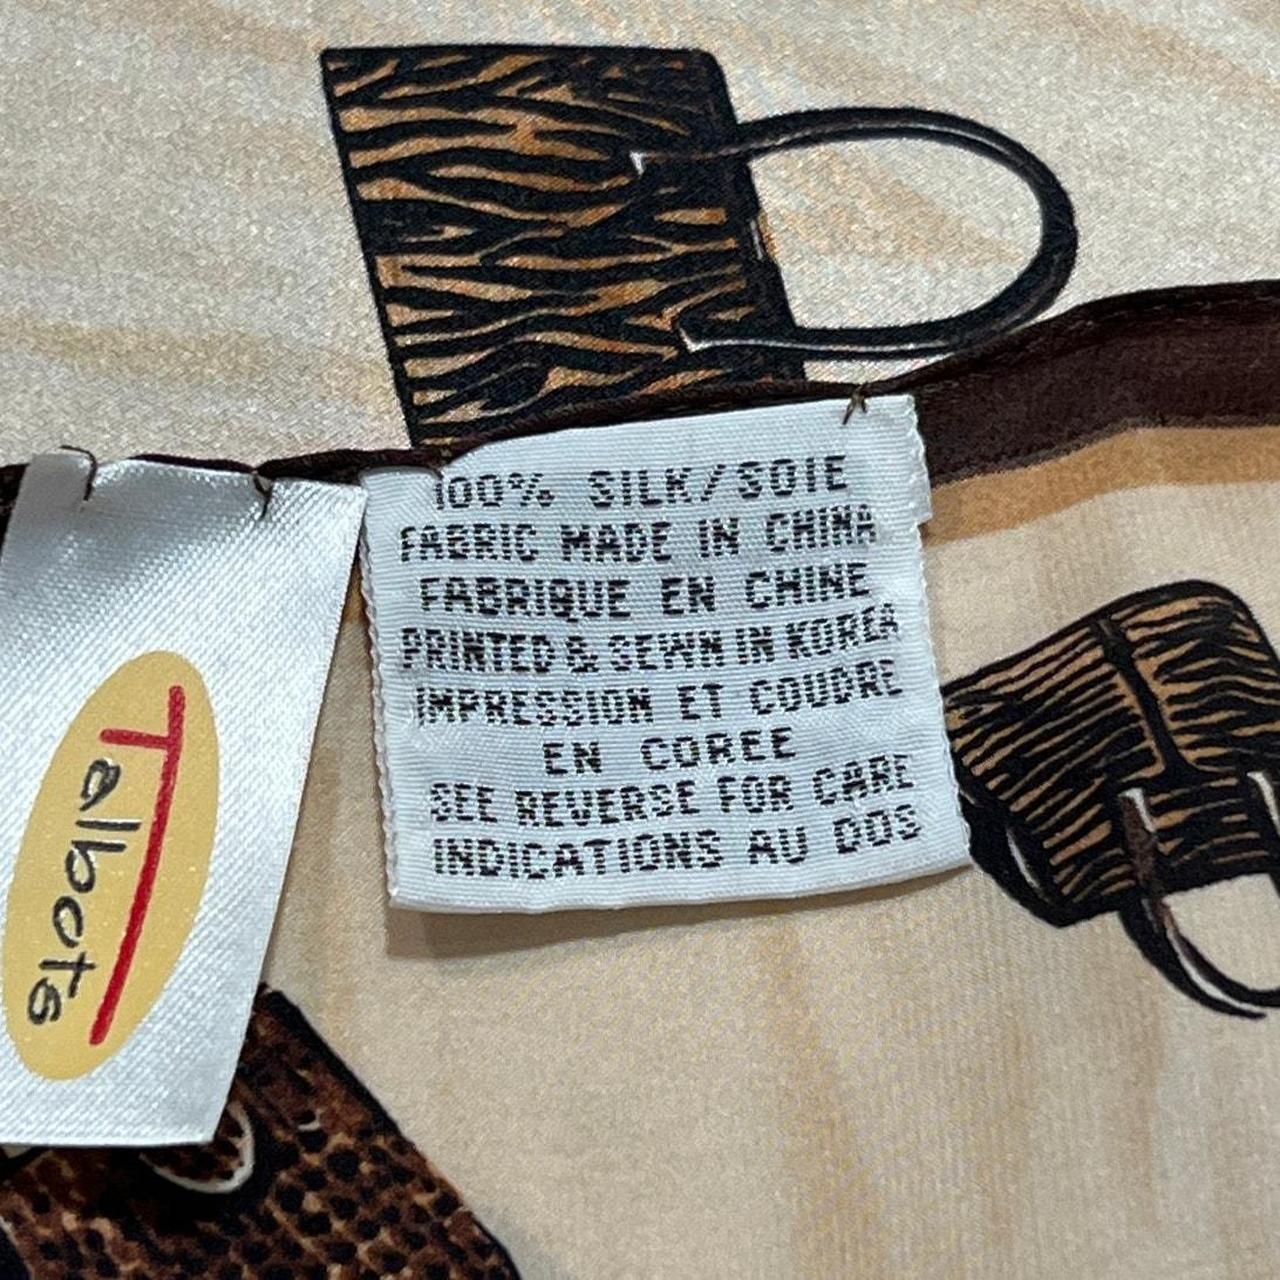 100% SILK/SOIE
FABRIC MADE IN CHINA
FABRIQUE EN CHINE
PRINTED & SEWN IN KOREA
IMPRESSION ET COUDRE
EN COREE
SEE REVERSE FOR CARE
INDICATIONS AU DOS
Talbots